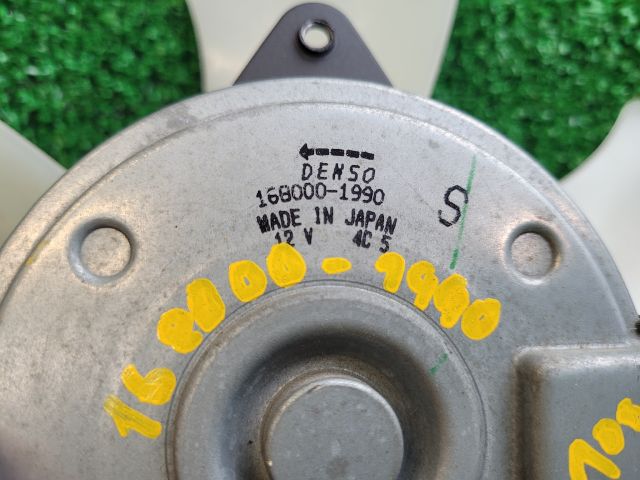 DENSO
168000-1990
MADE IN JAPAN
12 V 4C 5
S
168000-1990